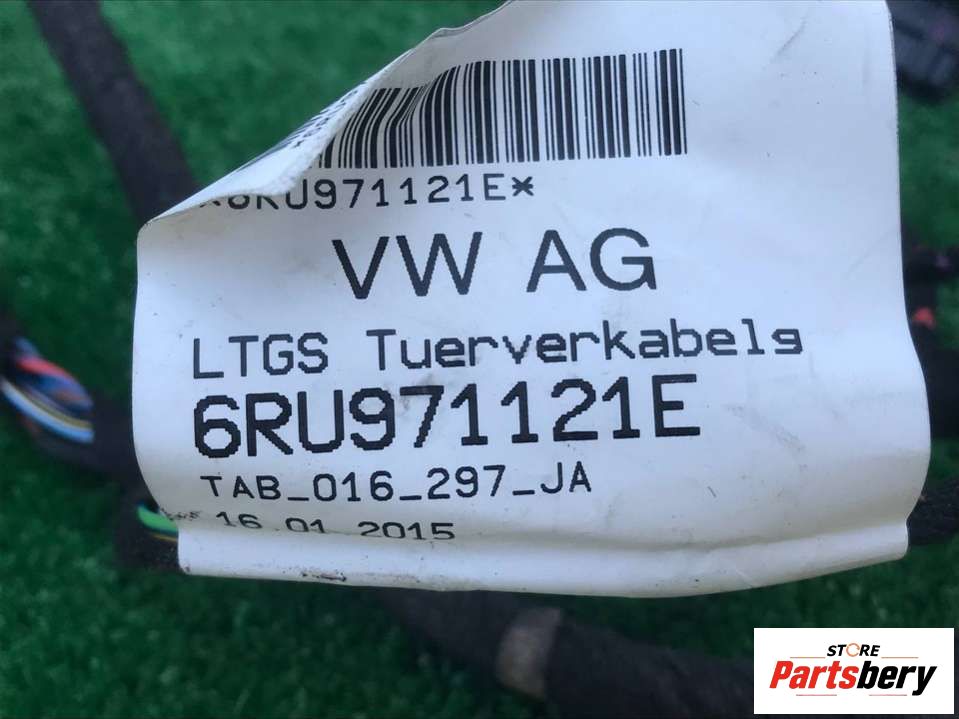 *6RU971121E*
VW AG
LTGS Tuerverkabelg
6RU971121E
TAB_016_297_JA
16.01.2015
STORE
Partsbery